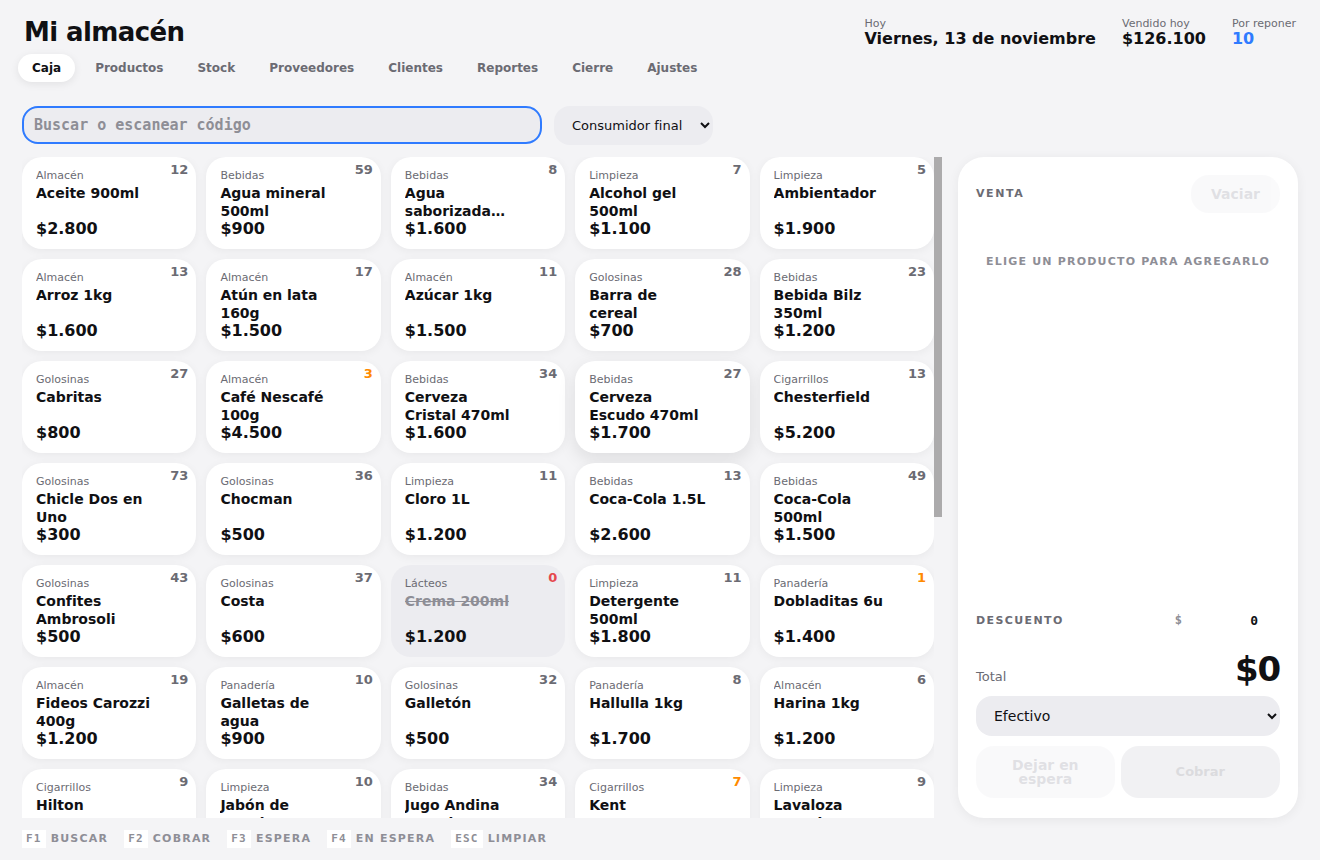 Mi almacén
Hoy
Viernes, 13 de noviembre
Vendido hoy
$126.100
Por reponer
10
Caja Productos Stock Proveedores Clientes Reportes Cierre Ajustes
Buscar o escanear código
Consumidor final
Almacén 12
Aceite 900ml
$2.800
Bebidas 59
Agua mineral
500ml
$900
Bebidas 8
Agua
saborizada…
$1.600
Limpieza 7
Alcohol gel
500ml
$1.100
Limpieza 5
Ambientador
$1.900
Almacén 13
Arroz 1kg
$1.600
Almacén 17
Atún en lata
160g
$1.500
Almacén 11
Azúcar 1kg
$1.500
Golosinas 28
Barra de
cereal
$700
Bebidas 23
Bebida Bilz
350ml
$1.200
Golosinas 27
Cabritas
$800
Almacén 3
Café Nescafé
100g
$4.500
Bebidas 34
Cerveza
Cristal 470ml
$1.600
Bebidas 27
Cerveza
Escudo 470ml
$1.700
Cigarrillos 13
Chesterfield
$5.200
Golosinas 73
Chicle Dos en
Uno
$300
Golosinas 36
Chocman
$500
Limpieza 11
Cloro 1L
$1.200
Bebidas 13
Coca-Cola 1.5L
$2.600
Bebidas 49
Coca-Cola
500ml
$1.500
Golosinas 43
Confites
Ambrosoli
$500
Golosinas 37
Costa
$600
Lácteos 0
Crema 200ml
$1.200
Limpieza 11
Detergente
500ml
$1.800
Panadería 1
Dobladitas 6u
$1.400
Almacén 19
Fideos Carozzi
400g
$1.200
Panadería 10
Galletas de
agua
$900
Golosinas 32
Galletón
$500
Panadería 8
Hallulla 1kg
$1.700
Almacén 6
Harina 1kg
$1.200
Cigarrillos 9
Hilton
Limpieza 10
Jabón de
Bebidas 34
Jugo Andina
Cigarrillos 7
Kent
Limpieza 9
Lavaloza
VENTA
Vaciar
ELIGE UN PRODUCTO PARA AGREGARLO
DESCUENTO $ 0
Total $0
Efectivo
Dejar en
espera
Cobrar
F1 BUSCAR F2 COBRAR F3 ESPERA F4 EN ESPERA ESC LIMPIAR